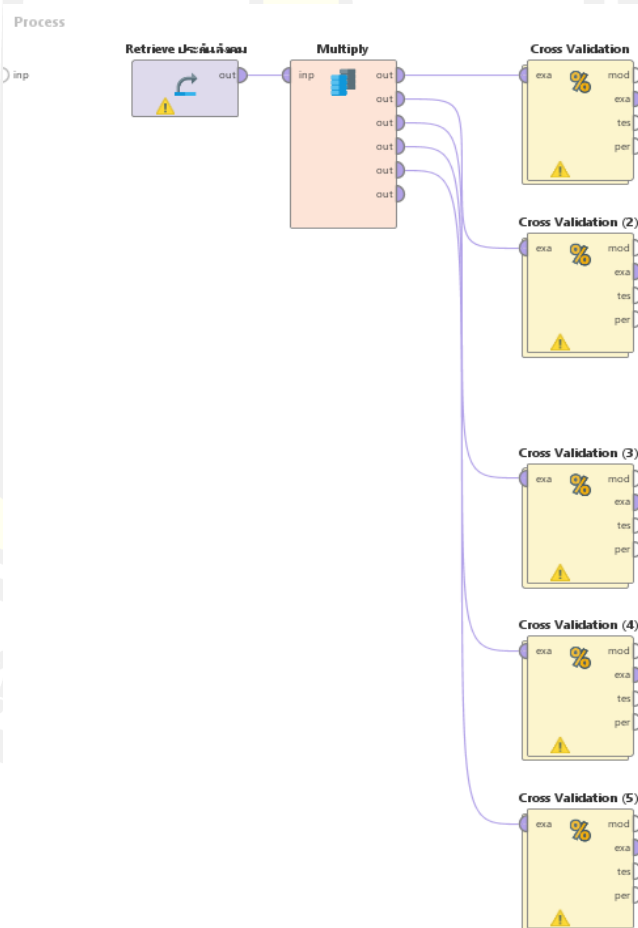 Process
inp
Retrieve ประกันสังคม
out
Multiply
inp
out
out
out
out
out
out
Cross Validation
exa
mod
exa
tes
per
Cross Validation (2)
exa
mod
exa
tes
per
Cross Validation (3)
exa
mod
exa
tes
per
Cross Validation (4)
exa
mod
exa
tes
per
Cross Validation (5)
exa
mod
exa
tes
per